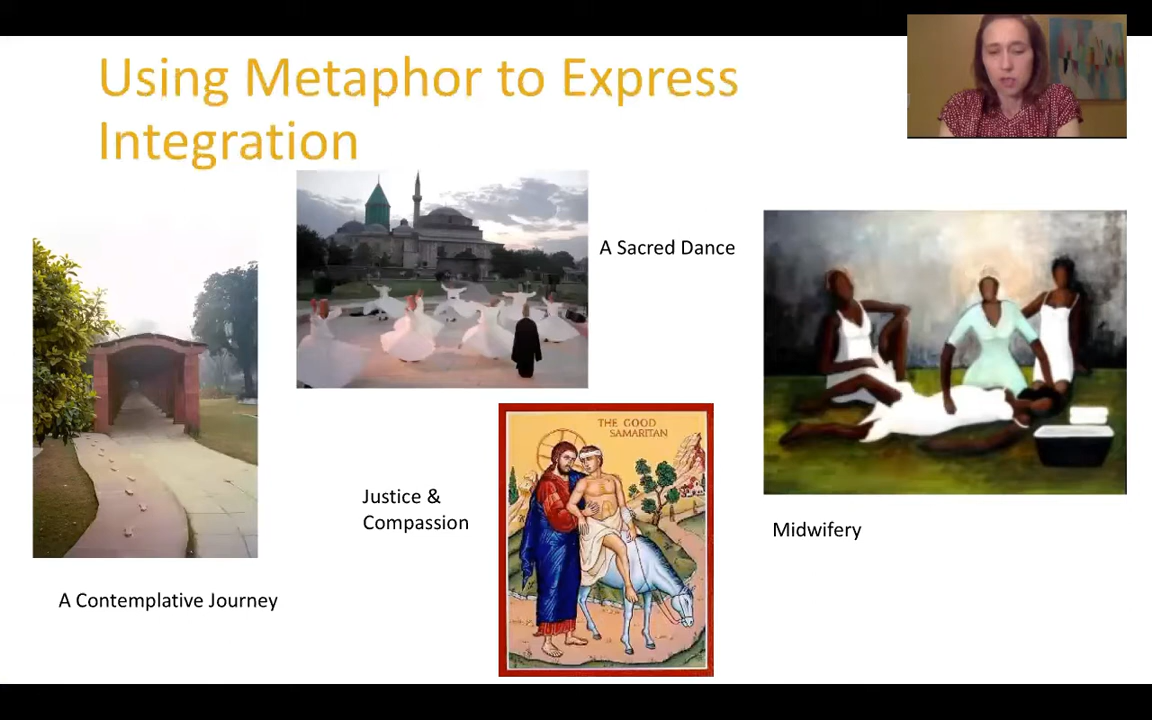 Using Metaphor to Express
Integration
A Sacred Dance
THE GOOD
SAMARITAN
Justice &
Compassion
Midwifery
A Contemplative Journey